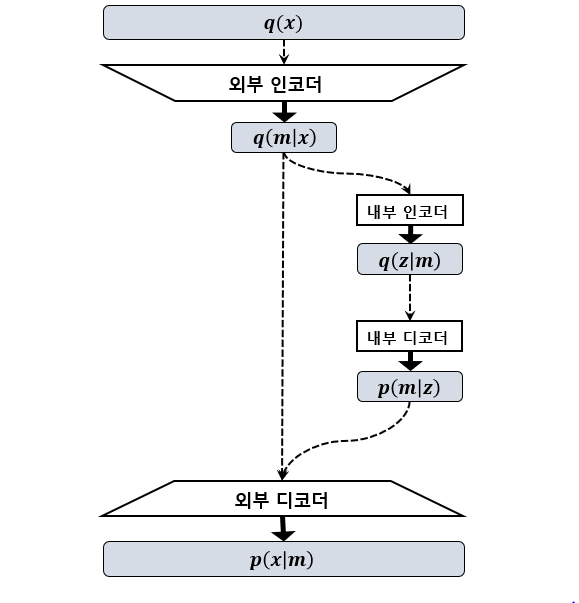 q(x)
외부 인코더
q(m|x)
내부 인코더
q(z|m)
내부 디코더
p(m|z)
외부 디코더
p(x|m)